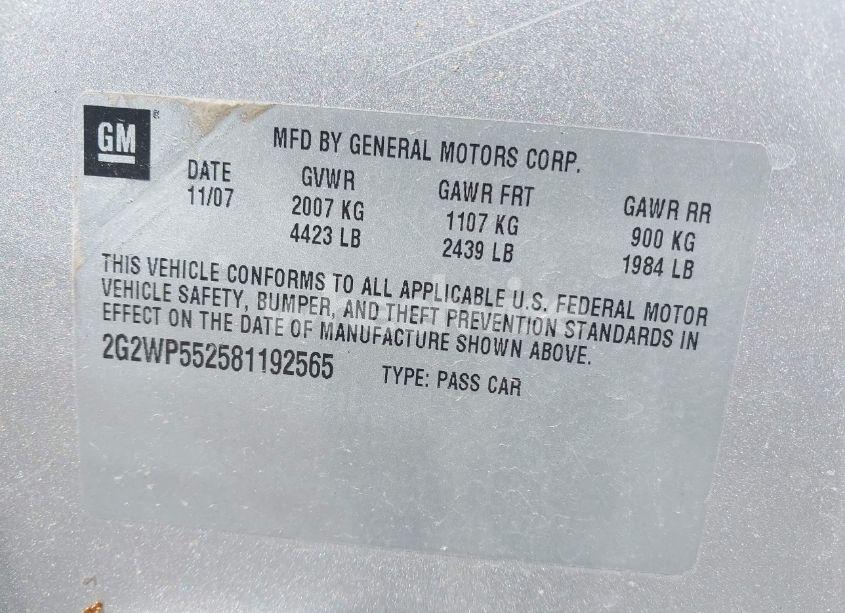 GM®
MFD BY GENERAL MOTORS CORP.
DATE GVWR GAWR FRT GAWR RR
11/07 2007 KG 1107 KG 900 KG
4423 LB 2439 LB 1984 LB
THIS VEHICLE CONFORMS TO ALL APPLICABLE U.S. FEDERAL MOTOR
VEHICLE SAFETY, BUMPER, AND THEFT PREVENTION STANDARDS IN
EFFECT ON THE DATE OF MANUFACTURE SHOWN ABOVE.
2G2WP552581192565 TYPE: PASS CAR